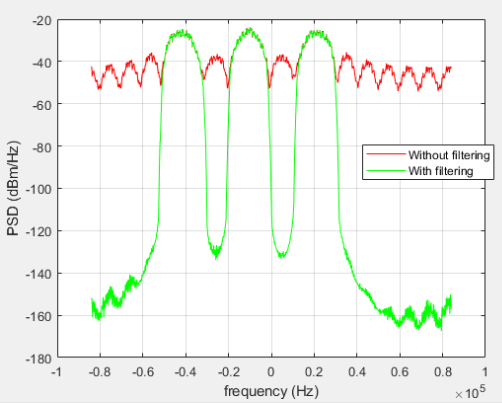 -20
-40
-60
-80
-100
-120
-140
-160
-180
PSD (dBm/Hz)
Without filtering
With filtering
-1 -0.8 -0.6 -0.4 -0.2 0 0.2 0.4 0.6 0.8 1
frequency (Hz)
× 10^5